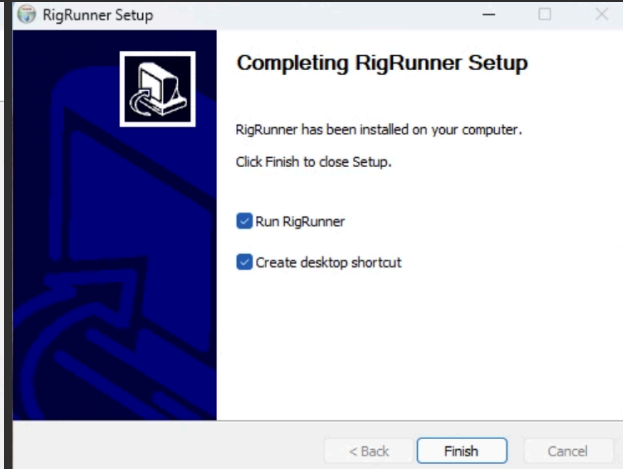 RigRunner Setup
Completing RigRunner Setup
RigRunner has been installed on your computer.
Click Finish to close Setup.
Run RigRunner
Create desktop shortcut
< Back
Finish
Cancel